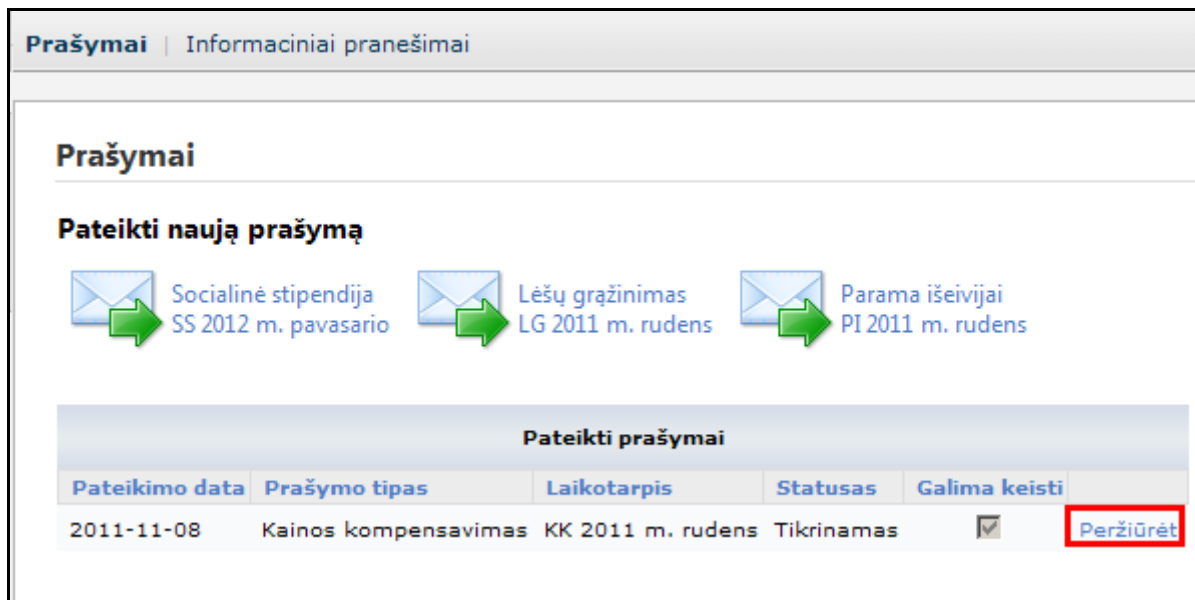 Prašymai | Informaciniai pranešimai
Prašymai
Pateikti naują prašymą
Socialinė stipendija
SS 2012 m. pavasario
Lėšų grąžinimas
LG 2011 m. rudens
Parama išeivijai
PI 2011 m. rudens
Pateikti prašymai
Pateikimo data Prašymo tipas Laikotarpis Statusas Galima keisti
2011-11-08 Kainos kompensavimas KK 2011 m. rudens Tikrinamas Peržiūrėt